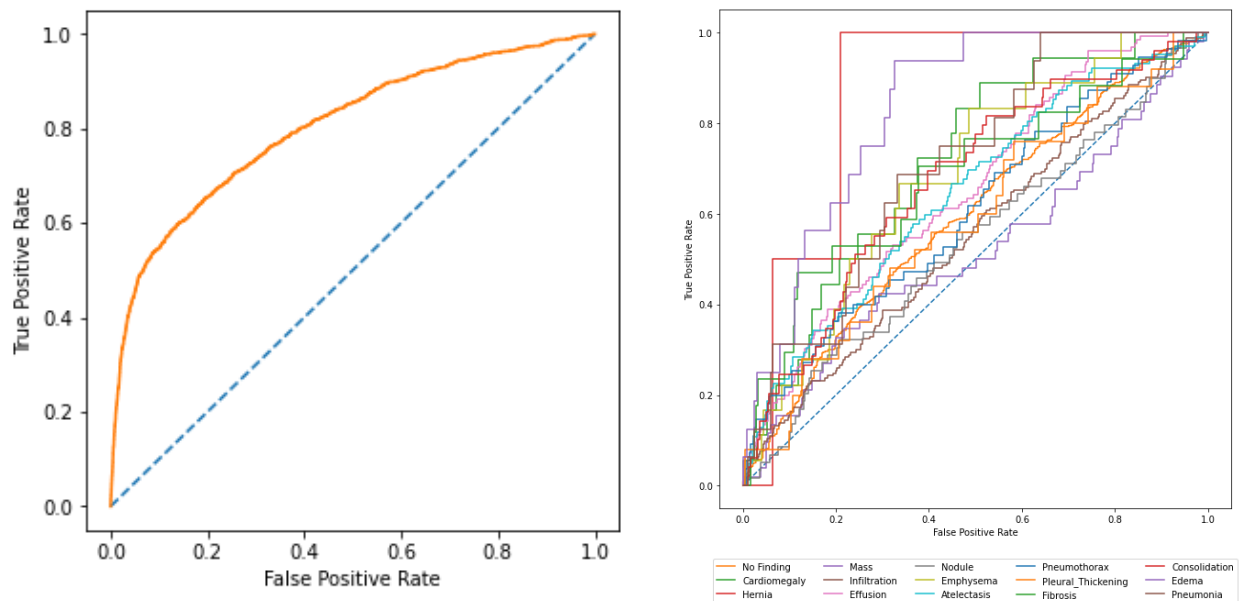 1.0
0.8
0.6
0.4
0.2
0.0
True Positive Rate
0.0 0.2 0.4 0.6 0.8 1.0
False Positive Rate
1.0
0.8
0.6
0.4
0.2
0.0
True Positive Rate
0.0 0.2 0.4 0.6 0.8 1.0
False Positive Rate
No Finding Mass Nodule Pneumothorax Consolidation
Cardiomegaly Infiltration Emphysema Pleural_Thickening Edema
Hernia Effusion Atelectasis Fibrosis Pneumonia